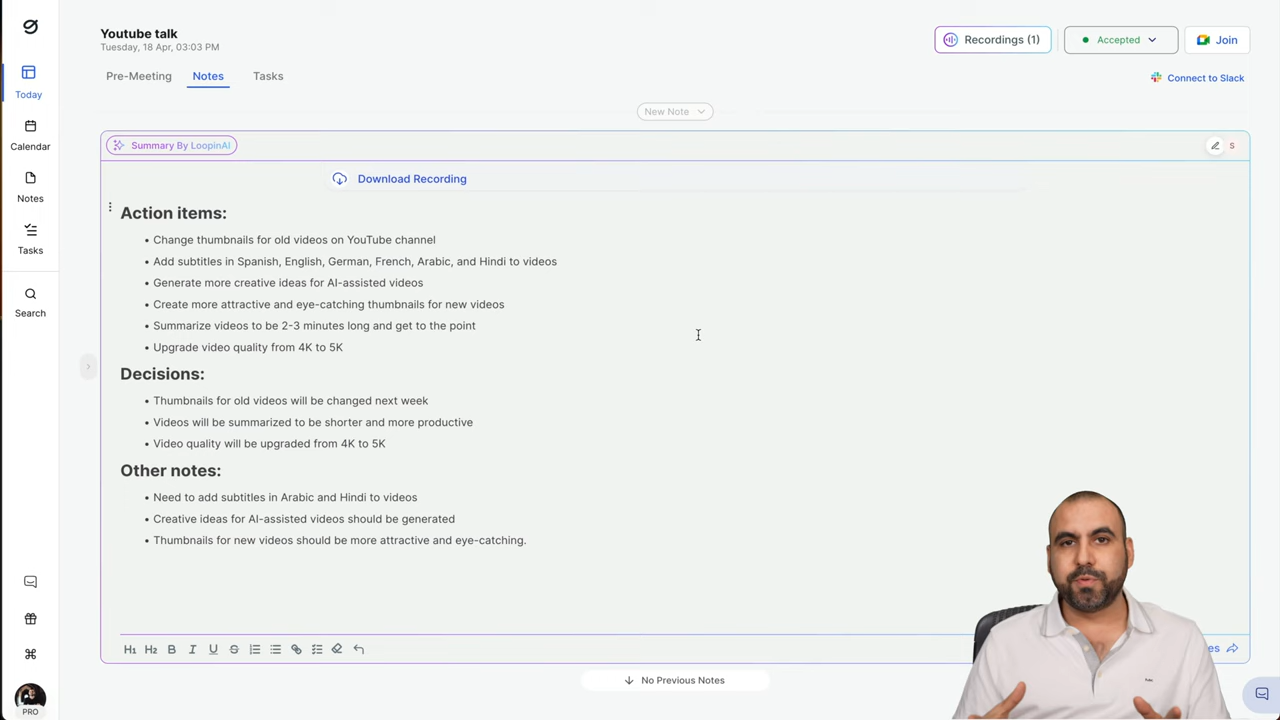 Youtube talk
Tuesday, 18 Apr, 03:03 PM
Recordings (1)
Accepted
Join
Pre-Meeting
Notes
Tasks
Connect to Slack
Today
Calendar
Notes
Tasks
Search
New Note
Summary By LoopinAI
S
Download Recording
Action items:
• Change thumbnails for old videos on YouTube channel
• Add subtitles in Spanish, English, German, French, Arabic, and Hindi to videos
• Generate more creative ideas for AI-assisted videos
• Create more attractive and eye-catching thumbnails for new videos
• Summarize videos to be 2-3 minutes long and get to the point
• Upgrade video quality from 4K to 5K
Decisions:
• Thumbnails for old videos will be changed next week
• Videos will be summarized to be shorter and more productive
• Video quality will be upgraded from 4K to 5K
Other notes:
• Need to add subtitles in Arabic and Hindi to videos
• Creative ideas for AI-assisted videos should be generated
• Thumbnails for new videos should be more attractive and eye-catching.
H1 H2 B I U S
No Previous Notes
PRO